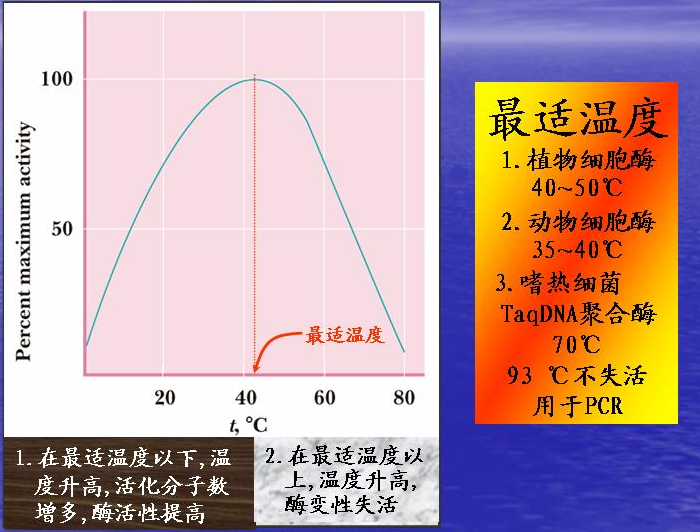 100
50
Percent maximum activity
最适温度
20 40 60 80
t, °C
1.在最适温度以下,温
度升高,活化分子数
增多,酶活性提高
2.在最适温度以
上,温度升高,
酶变性失活
最适温度
1.植物细胞酶
40~50℃
2.动物细胞酶
35~40℃
3.嗜热细菌
TaqDNA聚合酶
70℃
93 ℃不失活
用于PCR